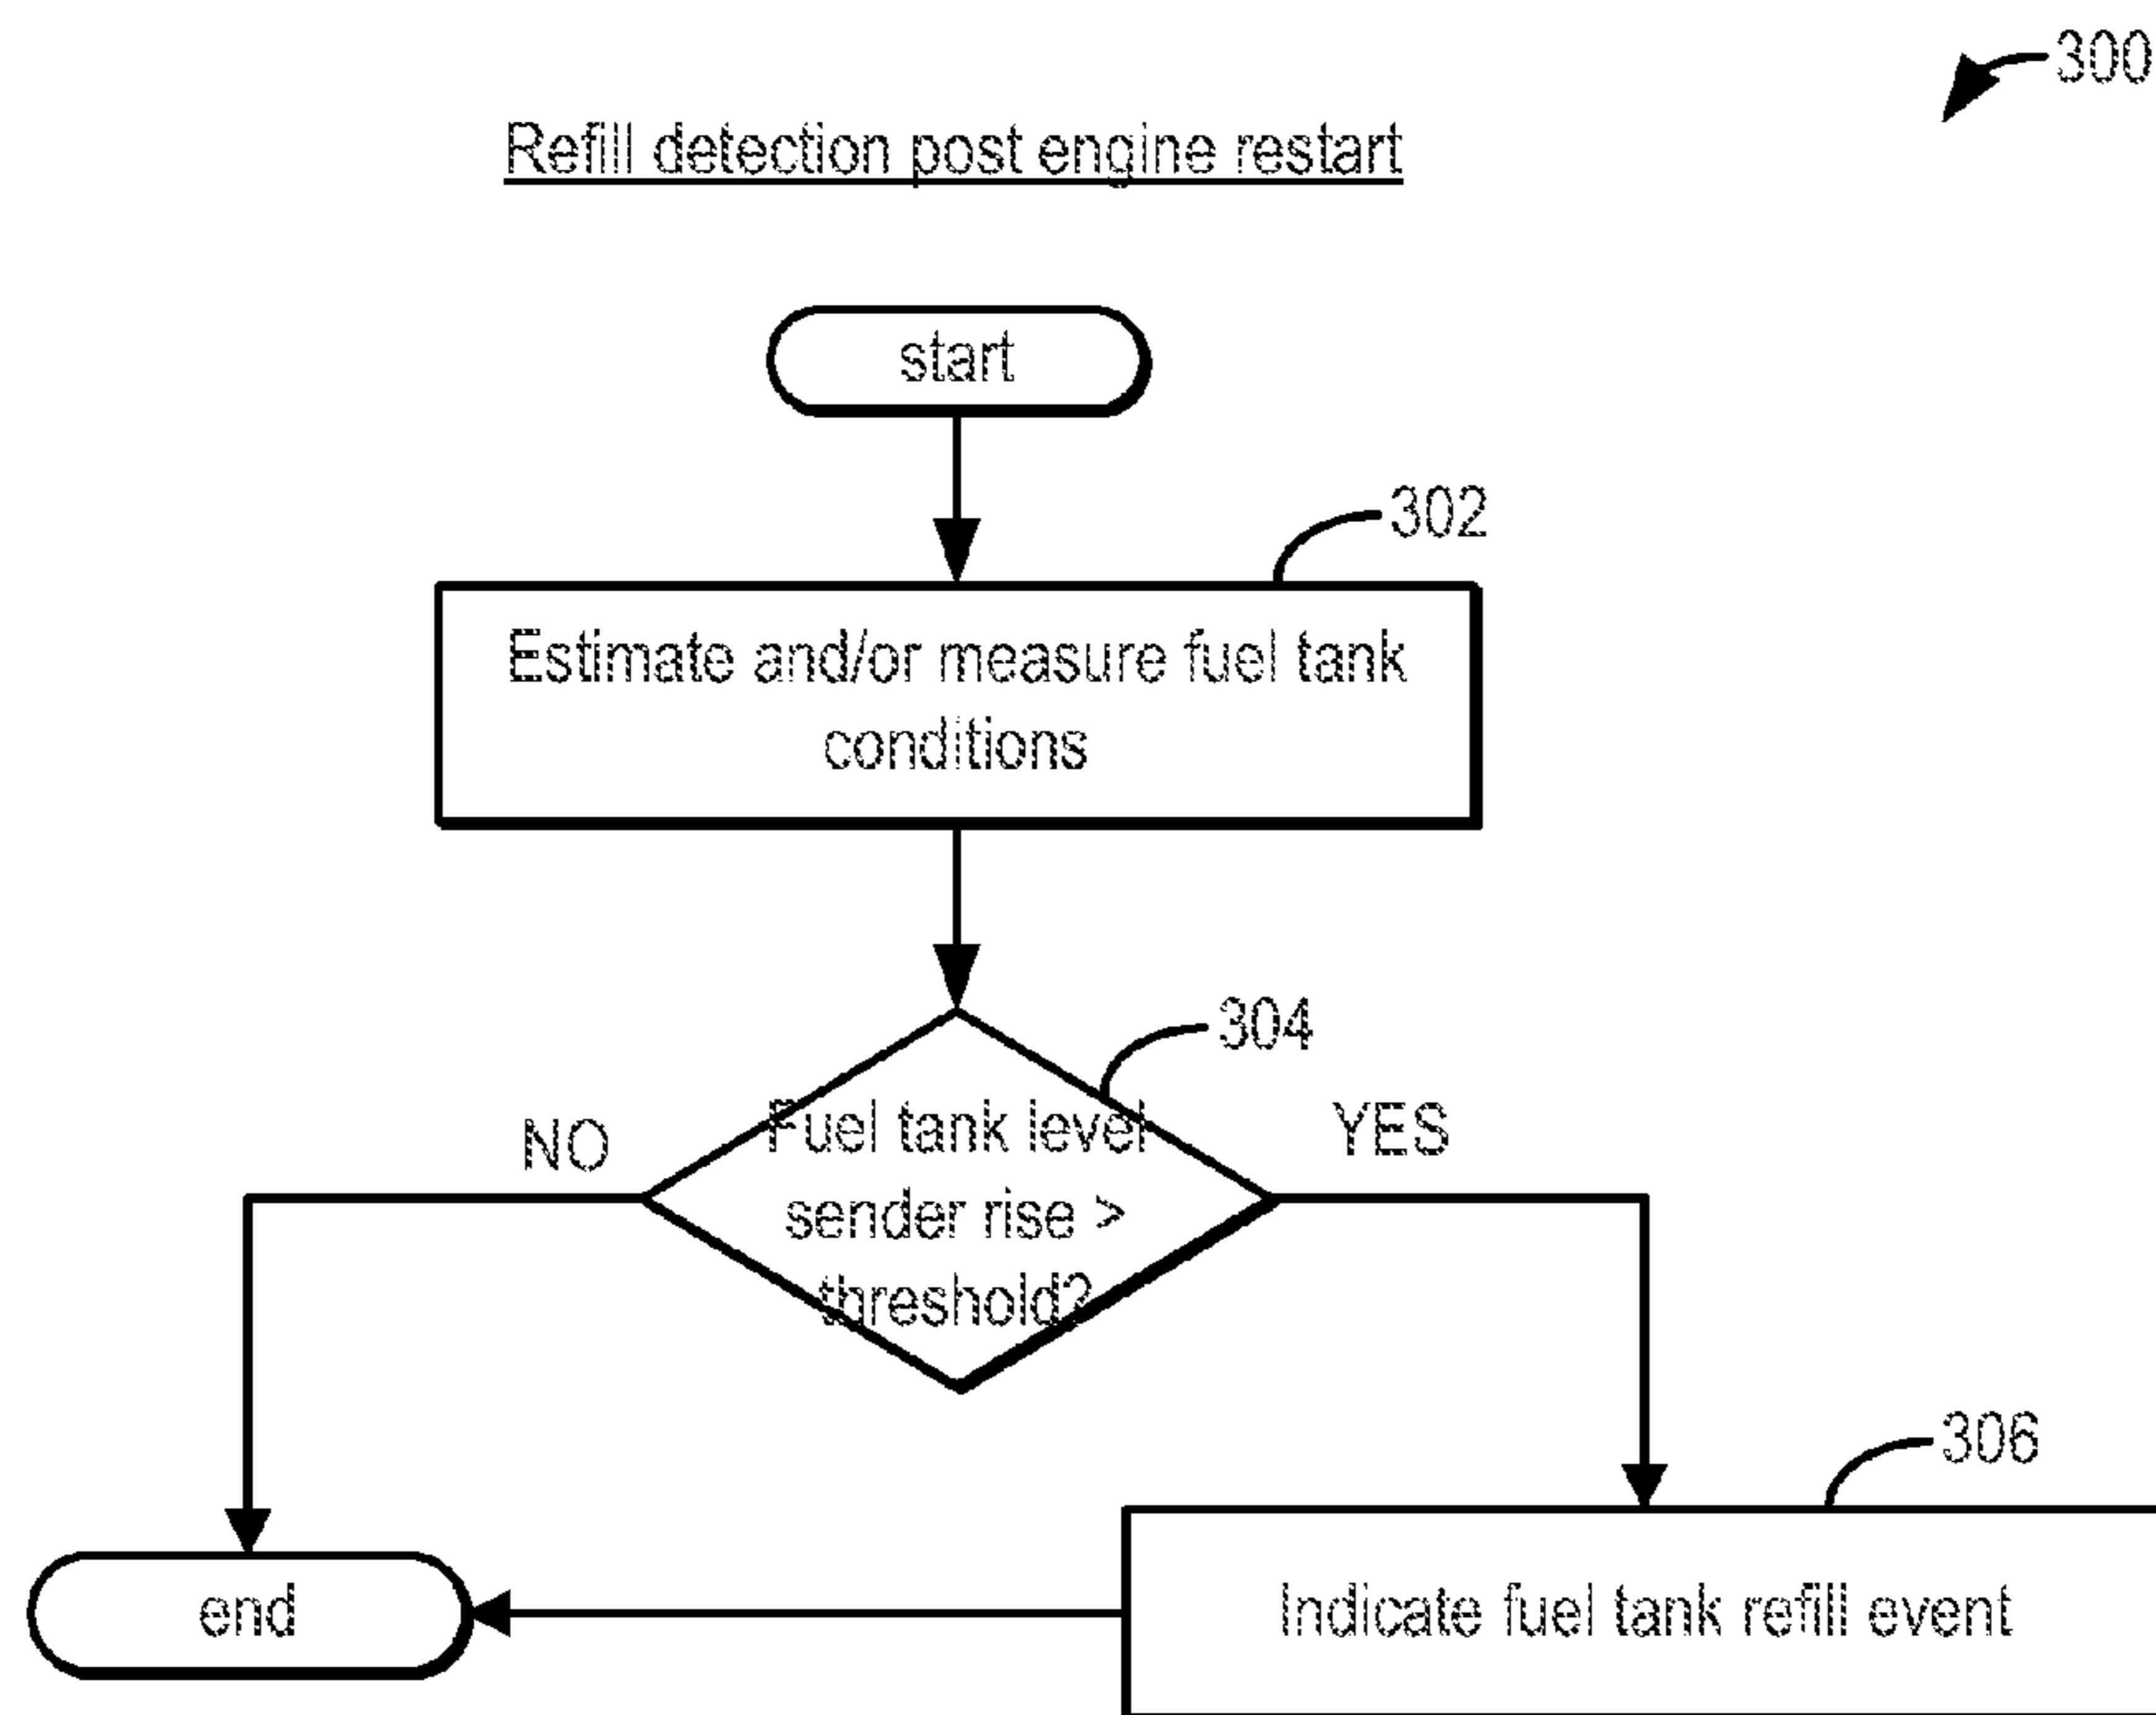 300
Refill detection post engine restart
start
302
Estimate and/or measure fuel tank
conditions
304
NO
Fuel tank level
sender rise >
threshold?
YES
306
end
Indicate fuel tank refill event